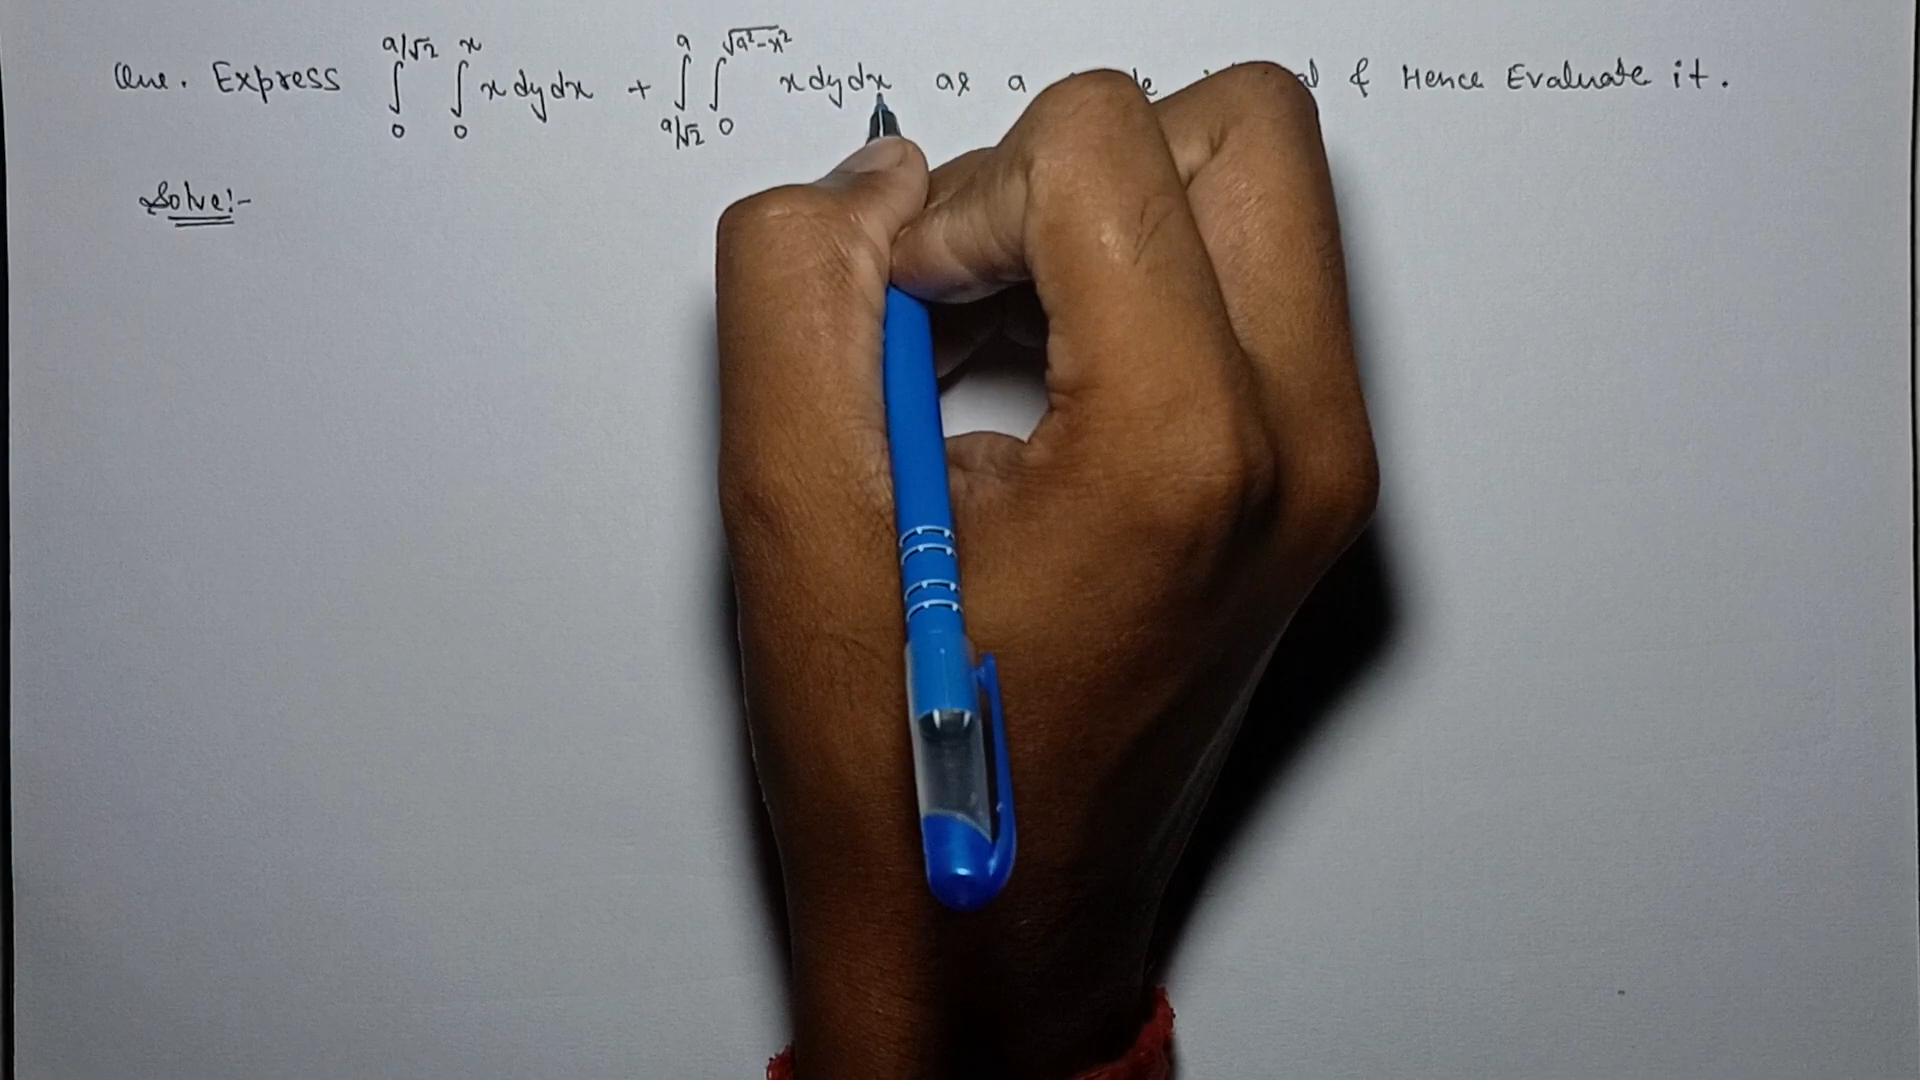 Que. Express ∫₀^{a/√2} ∫₀^{x} x dy dx + ∫_{a/√2}^{a} ∫₀^{√(a²-x²)} x dy dx as a & Hence Evaluate it.
Solve:-